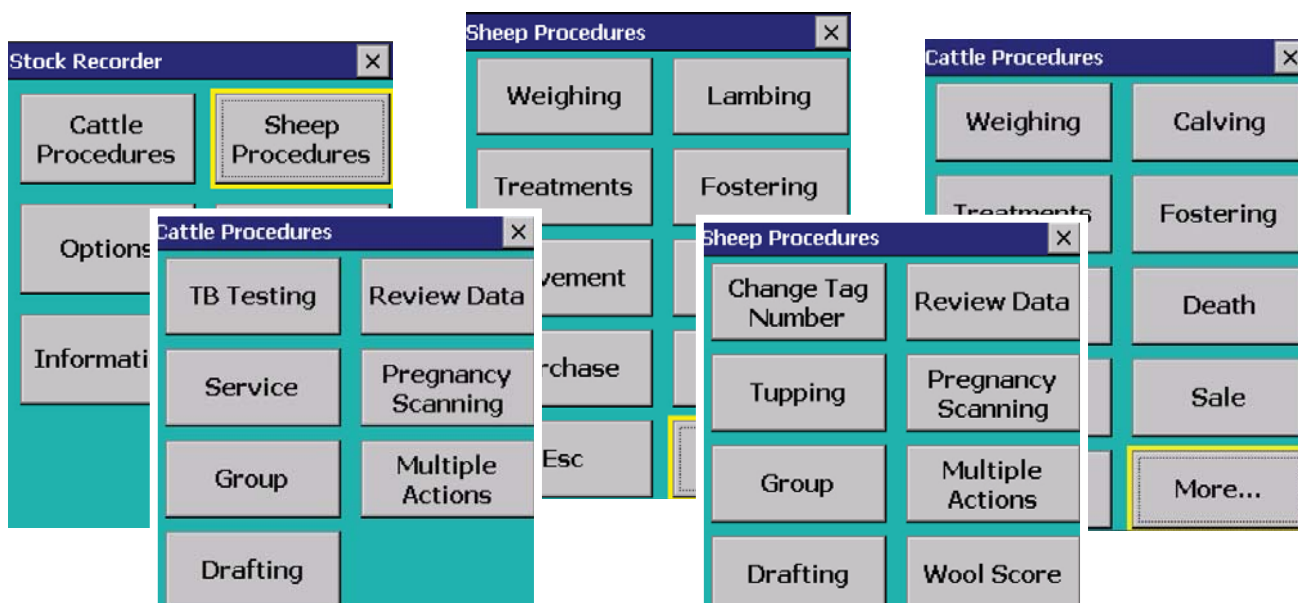 Stock Recorder
Cattle
Procedures
Sheep
Procedures
Options
Informati
Cattle Procedures
TB Testing
Review Data
Service
Pregnancy
Scanning
Group
Multiple
Actions
Drafting
Sheep Procedures
Weighing
Lambing
Treatments
Fostering
vement
rchase
Esc
Sheep Procedures
Change Tag
Number
Review Data
Tupping
Pregnancy
Scanning
Group
Multiple
Actions
Drafting
Wool Score
Cattle Procedures
Weighing
Calving
Treatments
Fostering
Death
Sale
More...